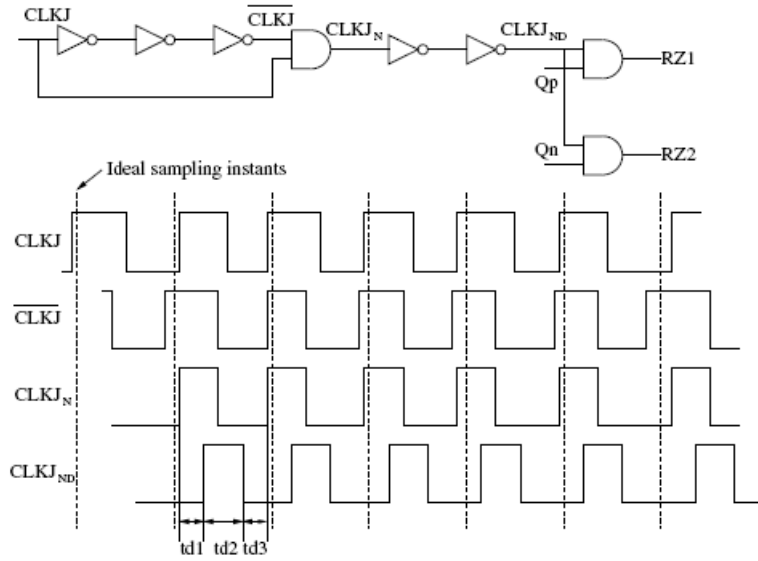 CLKJ
CLKJ
CLKJN
CLKJND
RZ1
Qp
Qn
RZ2
Ideal sampling instants
CLKJ
CLKJ
CLKJN
CLKJND
td1 td2 td3